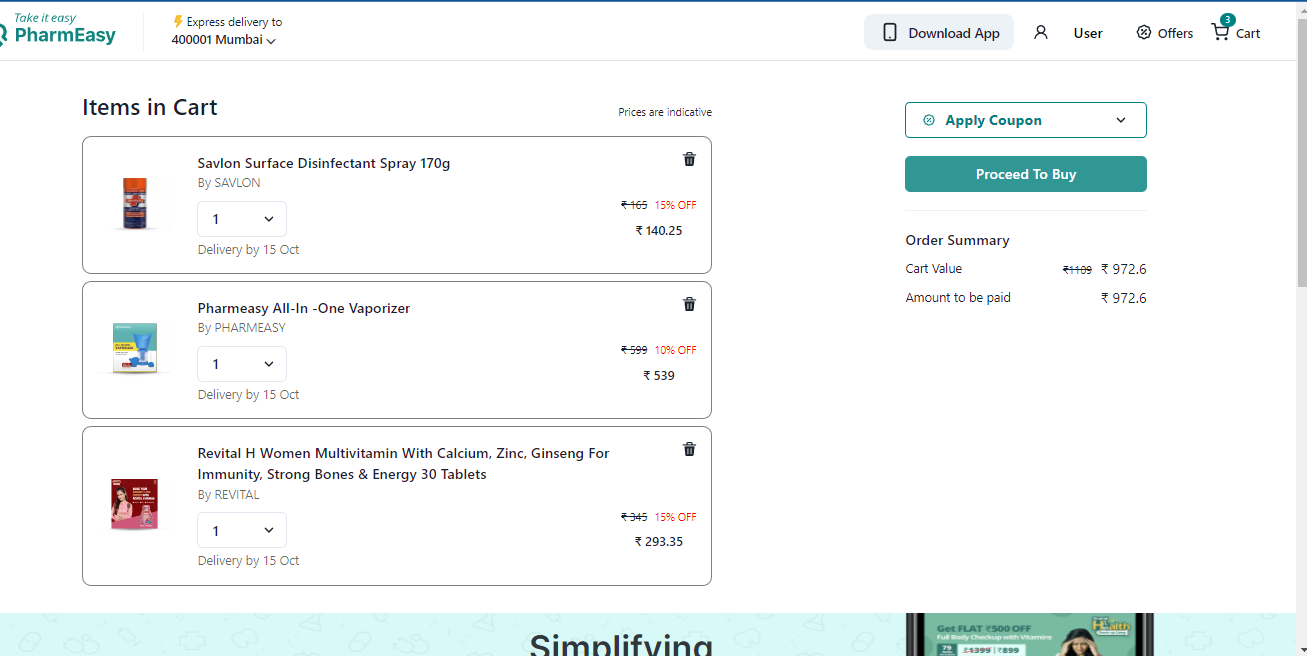 Take it easy
PharmEasy
Express delivery to
400001 Mumbai
Download App
User
Offers
3
Cart
Items in Cart
Prices are indicative
Savlon Surface Disinfectant Spray 170g
By SAVLON
1
₹ 165 15% OFF
₹ 140.25
Delivery by 15 Oct
Pharmeasy All-In -One Vaporizer
By PHARMEASY
1
₹ 599 10% OFF
₹ 539
Delivery by 15 Oct
Revital H Women Multivitamin With Calcium, Zinc, Ginseng For
Immunity, Strong Bones & Energy 30 Tablets
By REVITAL
1
₹ 345 15% OFF
₹ 293.35
Delivery by 15 Oct
Apply Coupon
Proceed To Buy
Order Summary
Cart Value ₹1109 ₹ 972.6
Amount to be paid ₹ 972.6
Simplifying
Get FLAT ₹500 OFF
Full Body Checkup with Vitamins
79
₹1399 | ₹899
Health